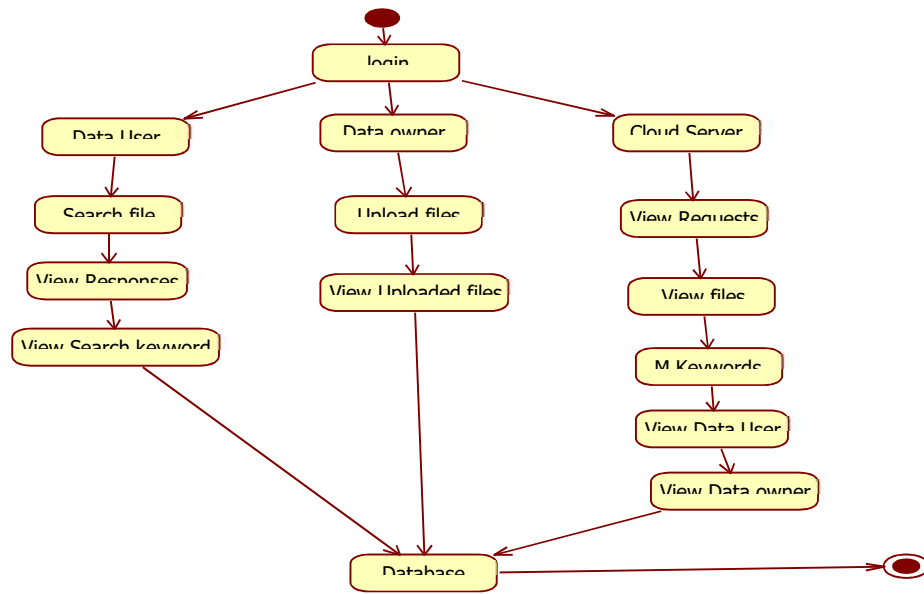 login
Data User
Data owner
Cloud Server
Search file
Upload files
View Requests
View Responses
View Uploaded files
View files
View Search keyword
M Keywords
View Data User
View Data owner
Database